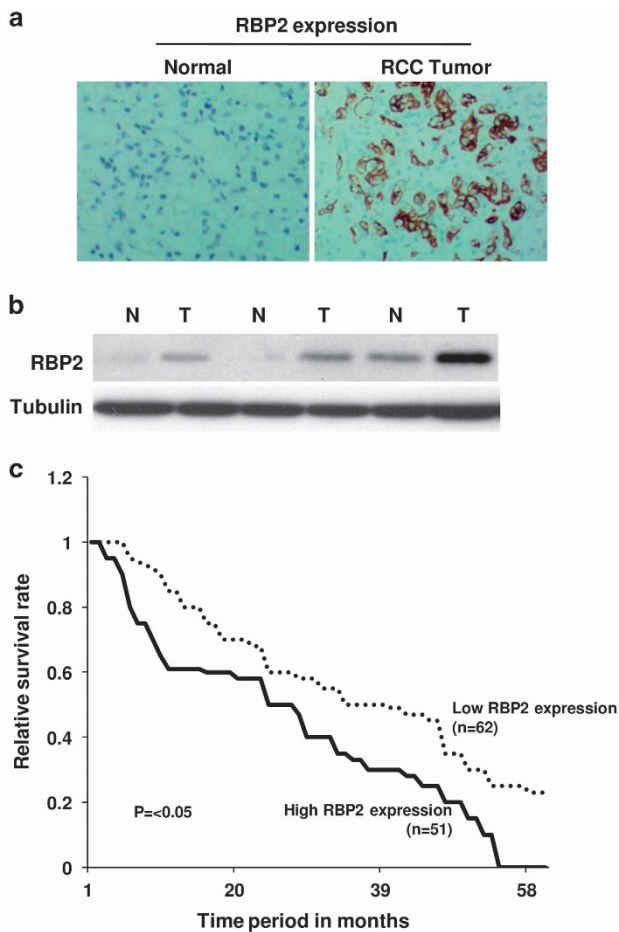 a
RBP2 expression
Normal RCC Tumor
b
N T N T N T
RBP2
Tubulin
c
1.2
1
0.8
0.6
0.4
0.2
0
Relative survival rate
Low RBP2 expression
(n=62)
High RBP2 expression
(n=51)
P=<0.05
1 20 39 58
Time period in months